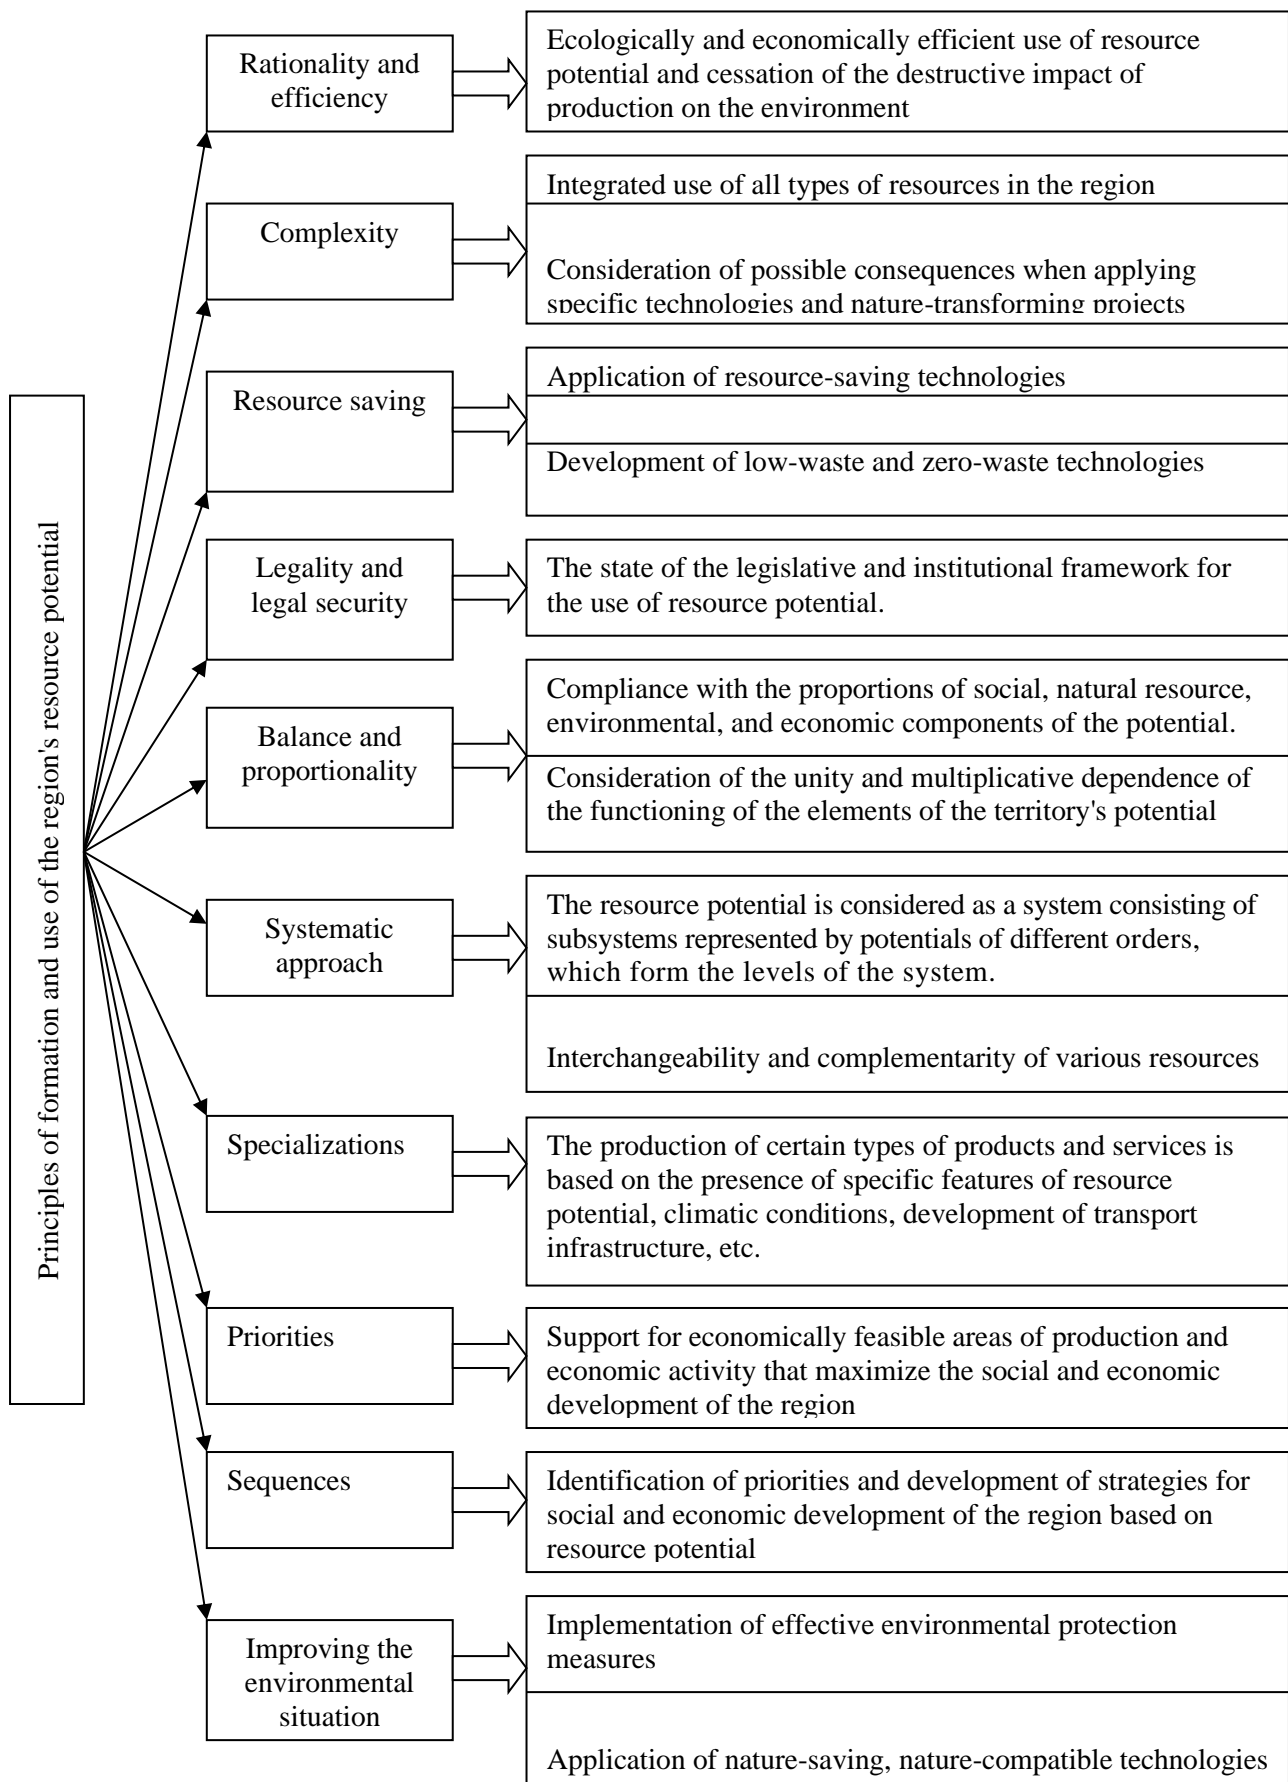 Principles of formation and use of the region's resource potential
Rationality and
efficiency
Ecologically and economically efficient use of resource
potential and cessation of the destructive impact of
production on the environment
Complexity
Integrated use of all types of resources in the region
Consideration of possible consequences when applying
specific technologies and nature-transforming projects
Resource saving
Application of resource-saving technologies
Development of low-waste and zero-waste technologies
Legality and
legal security
The state of the legislative and institutional framework for
the use of resource potential.
Balance and
proportionality
Compliance with the proportions of social, natural resource,
environmental, and economic components of the potential.
Consideration of the unity and multiplicative dependence of
the functioning of the elements of the territory's potential
Systematic
approach
The resource potential is considered as a system consisting of
subsystems represented by potentials of different orders,
which form the levels of the system.
Interchangeability and complementarity of various resources
Specializations
The production of certain types of products and services is
based on the presence of specific features of resource
potential, climatic conditions, development of transport
infrastructure, etc.
Priorities
Support for economically feasible areas of production and
economic activity that maximize the social and economic
development of the region
Sequences
Identification of priorities and development of strategies for
social and economic development of the region based on
resource potential
Improving the
environmental
situation
Implementation of effective environmental protection
measures
Application of nature-saving, nature-compatible technologies